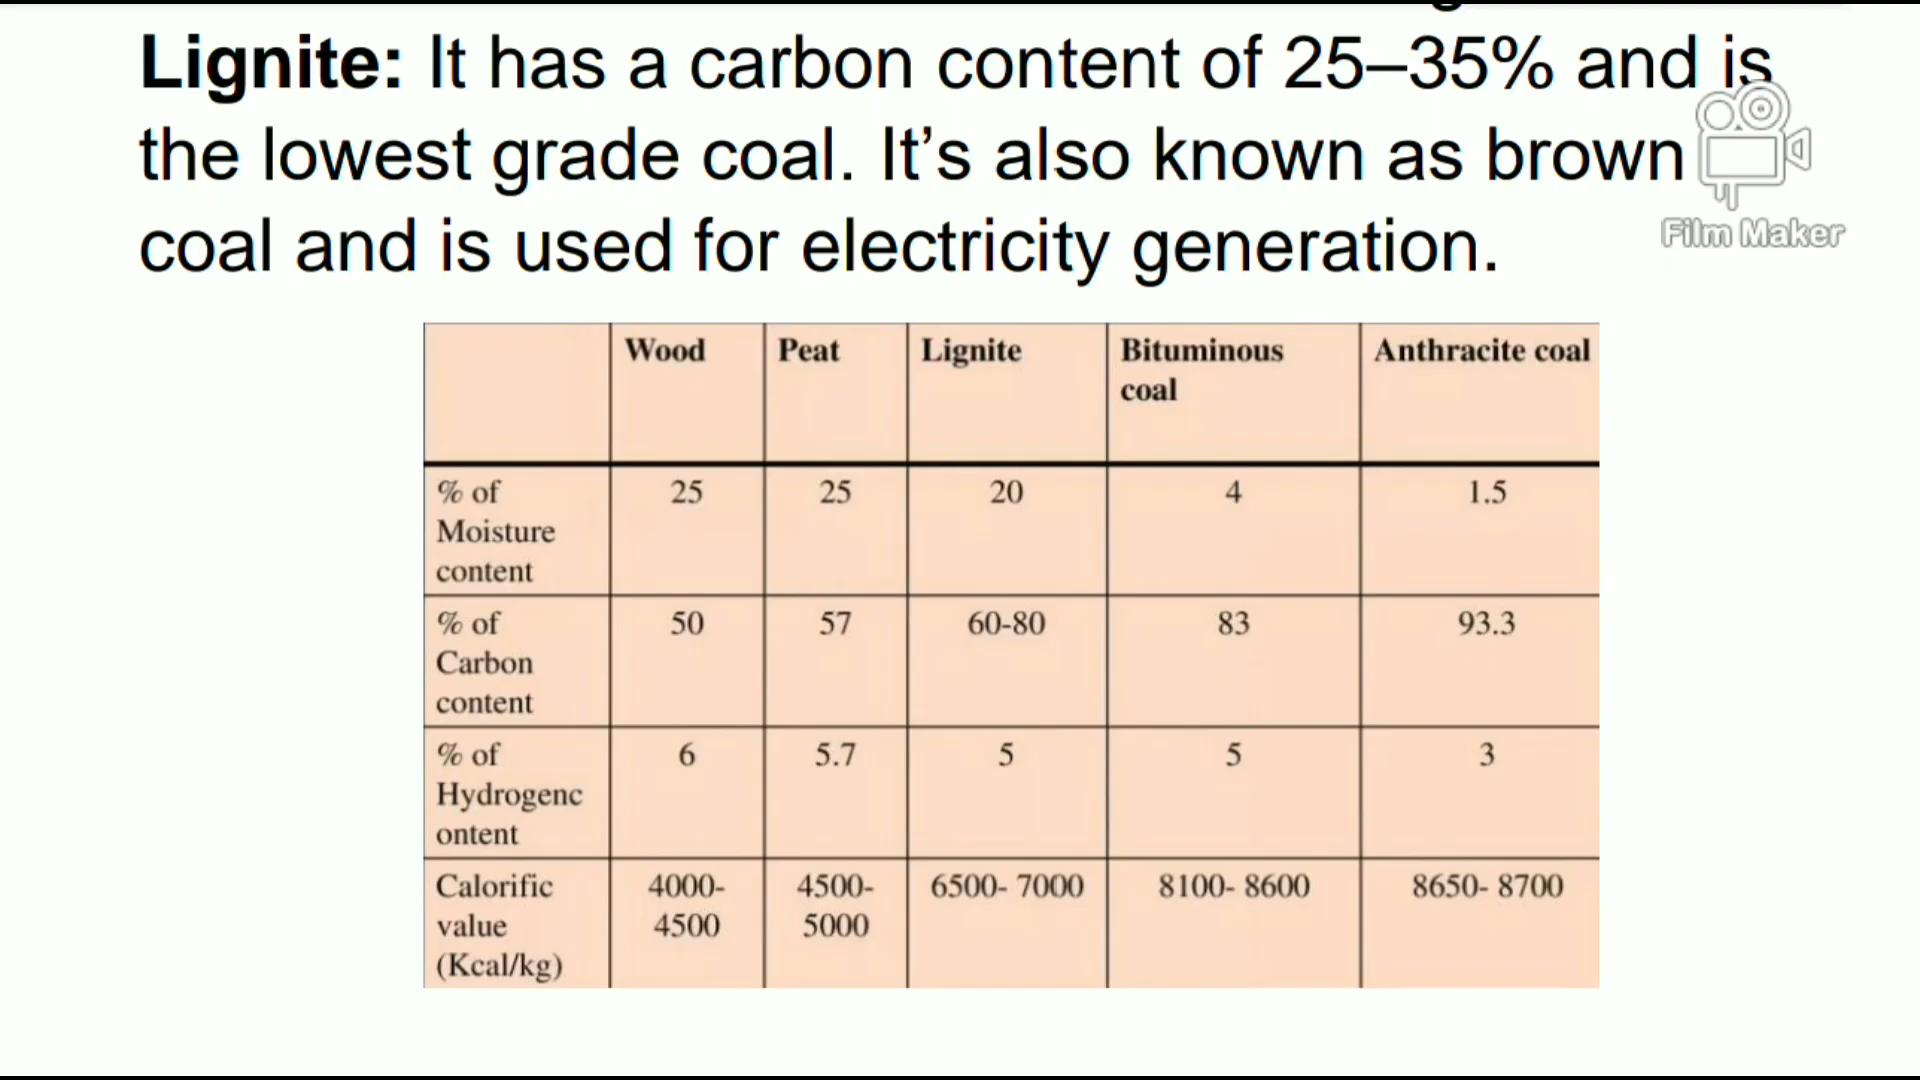 Lignite: It has a carbon content of 25–35% and is
the lowest grade coal. It’s also known as brown
coal and is used for electricity generation.
Film Maker
Wood Peat Lignite Bituminous coal Anthracite coal
% of Moisture content 25 25 20 4 1.5
% of Carbon content 50 57 60-80 83 93.3
% of Hydrogenc ontent 6 5.7 5 5 3
Calorific value (Kcal/kg) 4000-4500 4500-5000 6500- 7000 8100- 8600 8650- 8700